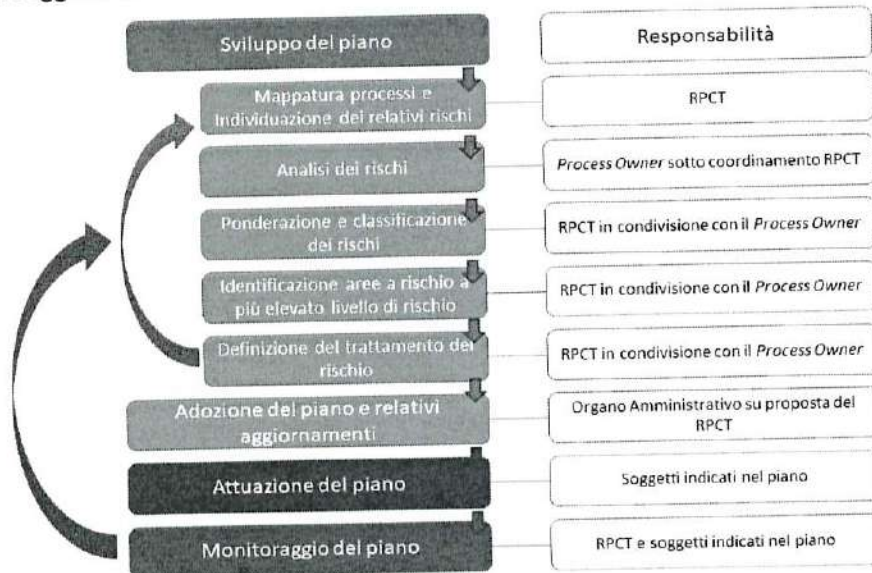 Sviluppo del piano
Responsabilità
Mappatura processi e
Individuazione dei relativi rischi
RPCT
Analisi dei rischi
Process Owner sotto coordinamento RPCT
Ponderazione e classificazione
dei rischi
RPCT in condivisione con il Process Owner
Identificazione aree a rischio a
più elevato livello di rischio
RPCT in condivisione con il Process Owner
Definizione del trattamento del
rischio
RPCT in condivisione con il Process Owner
Adozione del piano e relativi
aggiornamenti
Organo Amministrativo su proposta del
RPCT
Attuazione del piano
Soggetti indicati nel piano
Monitoraggio del piano
RPCT e soggetti indicati nel piano